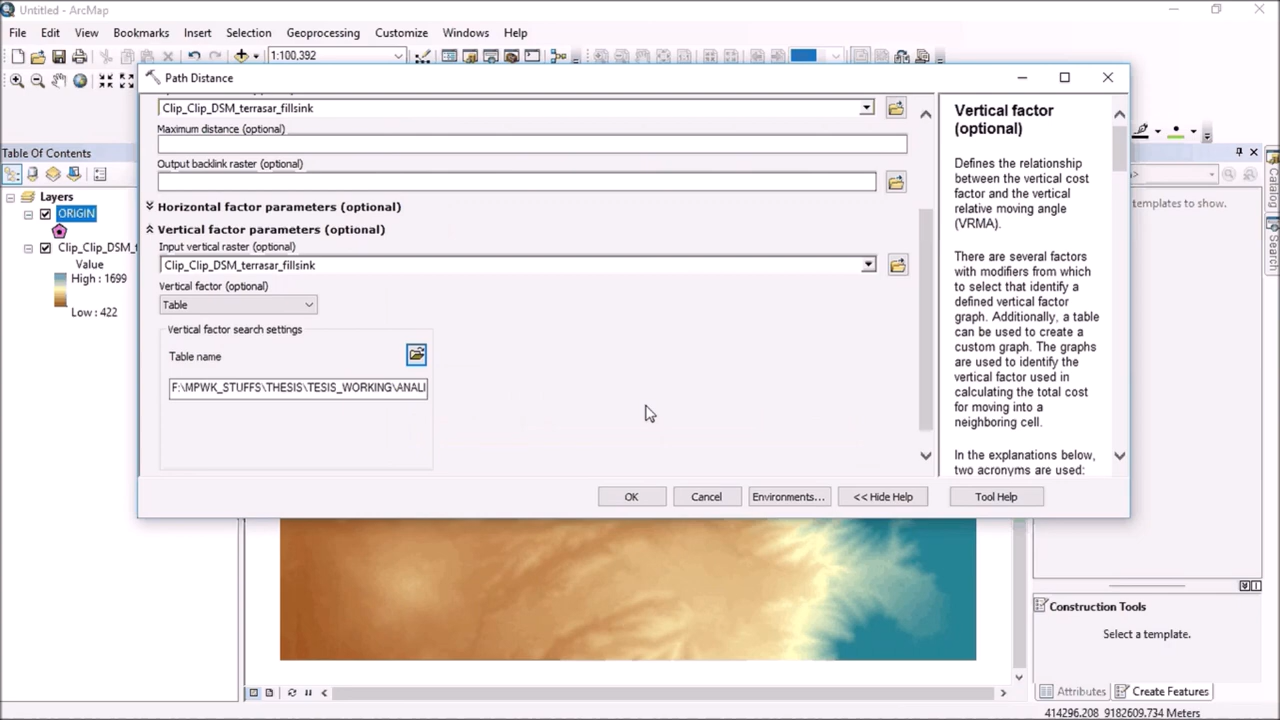 Untitled - ArcMap
File Edit View Bookmarks Insert Selection Geoprocessing Customize Windows Help
1:100,392
Path Distance
Clip_Clip_DSM_terrasar_fillsink
Maximum distance (optional)
Output backlink raster (optional)
Horizontal factor parameters (optional)
Vertical factor parameters (optional)
Input vertical raster (optional)
Clip_Clip_DSM_terrasar_fillsink
Vertical factor (optional)
Table
Vertical factor search settings
Table name
F:\MPWK_STUFFS\THESIS\TESIS_WORKING\ANALI
OK Cancel Environments... << Hide Help Tool Help
Vertical factor
(optional)
Defines the relationship
between the vertical cost
factor and the vertical
relative moving angle
(VRMA).
There are several factors
with modifiers from which
to select that identify a
defined vertical factor
graph. Additionally, a table
can be used to create a
custom graph. The graphs
are used to identify the
vertical factor used in
calculating the total cost
for moving into a
neighboring cell.
In the explanations below,
two acronyms are used:
Table Of Contents
Layers
ORIGIN
Clip_Clip_DSM_t
Value
High : 1699
Low : 422
templates to show.
Catalog
Search
Construction Tools
Select a template.
Attributes Create Features
414296.208 9182609.734 Meters